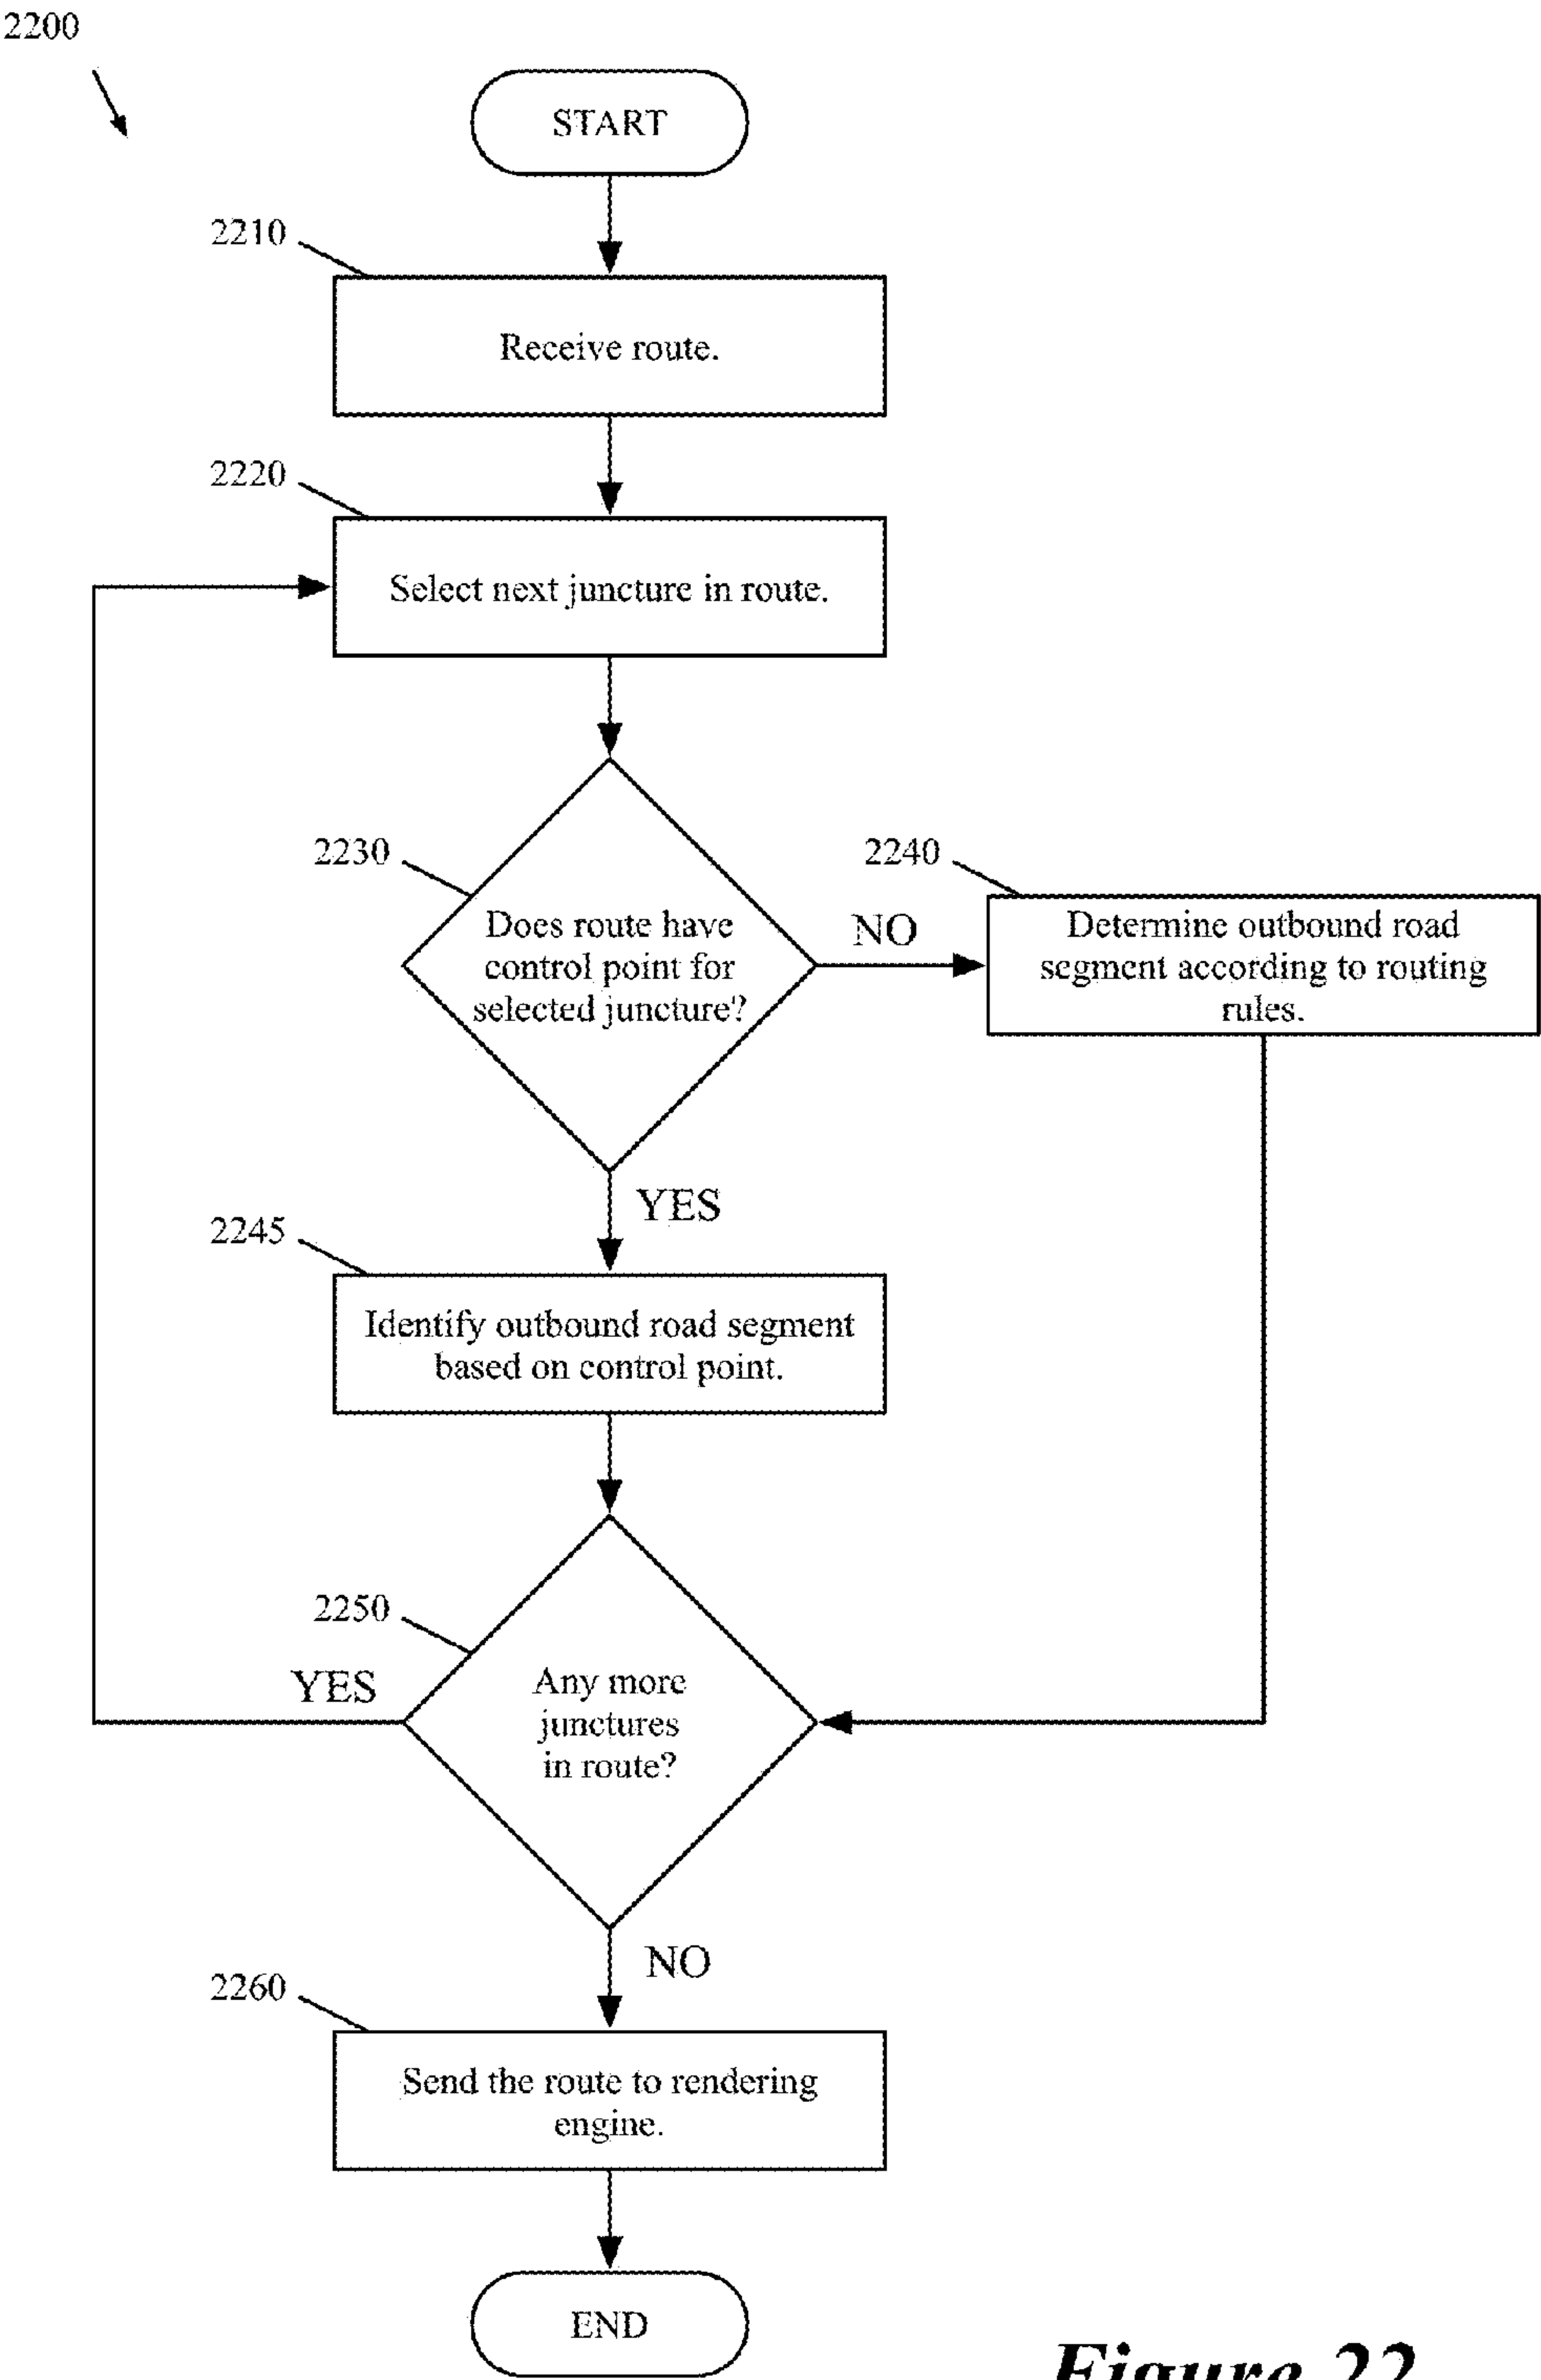 2200
START
2210
Receive route.
2220
Select next juncture in route.
2230
Does route have
control point for
selected juncture?
NO
2240
Determine outbound road
segment according to routing
rules.
YES
2245
Identify outbound road segment
based on control point.
2250
Any more
junctures
in route?
YES
NO
2260
Send the route to rendering
engine.
END
Figure 22